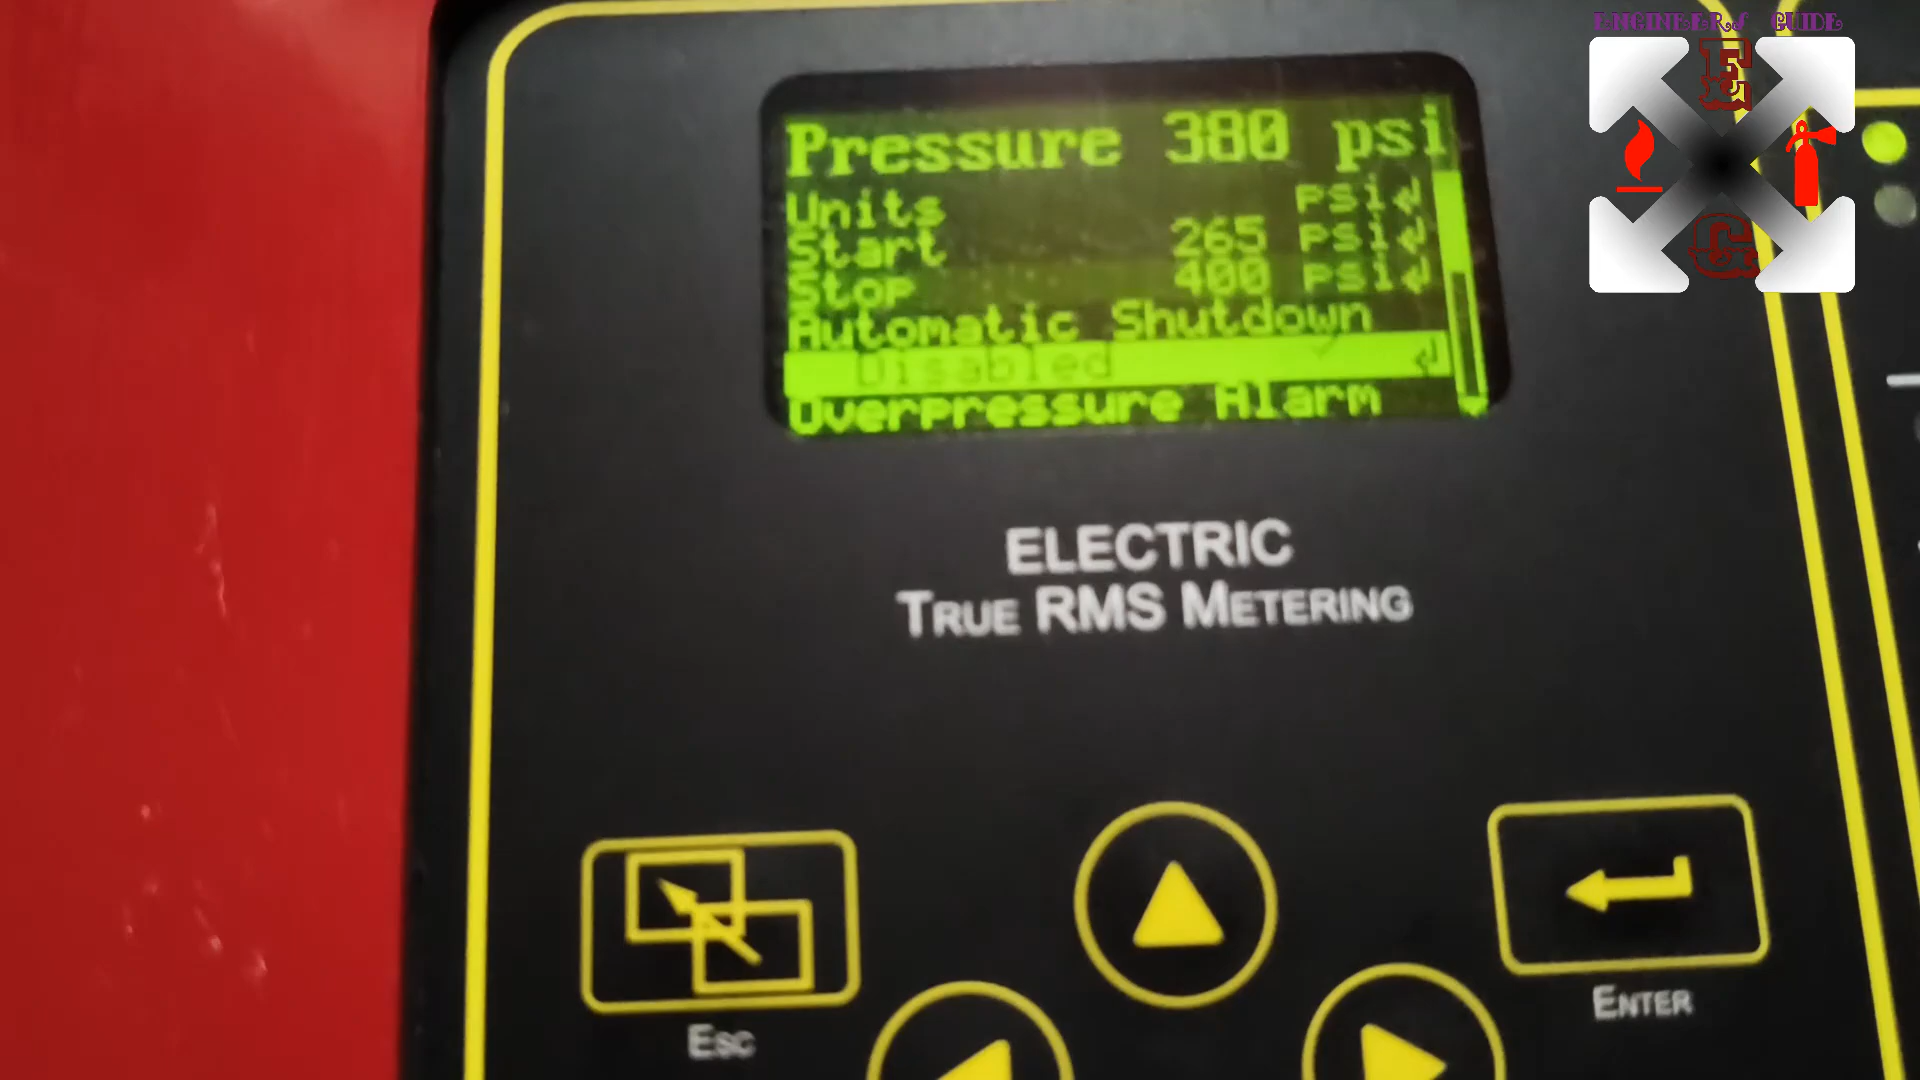 ENGINEERS GUIDE
E
G
Pressure 380 psi
Units psi↲
Start 265 psi↲
Stop 400 psi↲
Automatic Shutdown
Disabled ↲
Overpressure Alarm
ELECTRIC
TRUE RMS METERING
ESC
ENTER